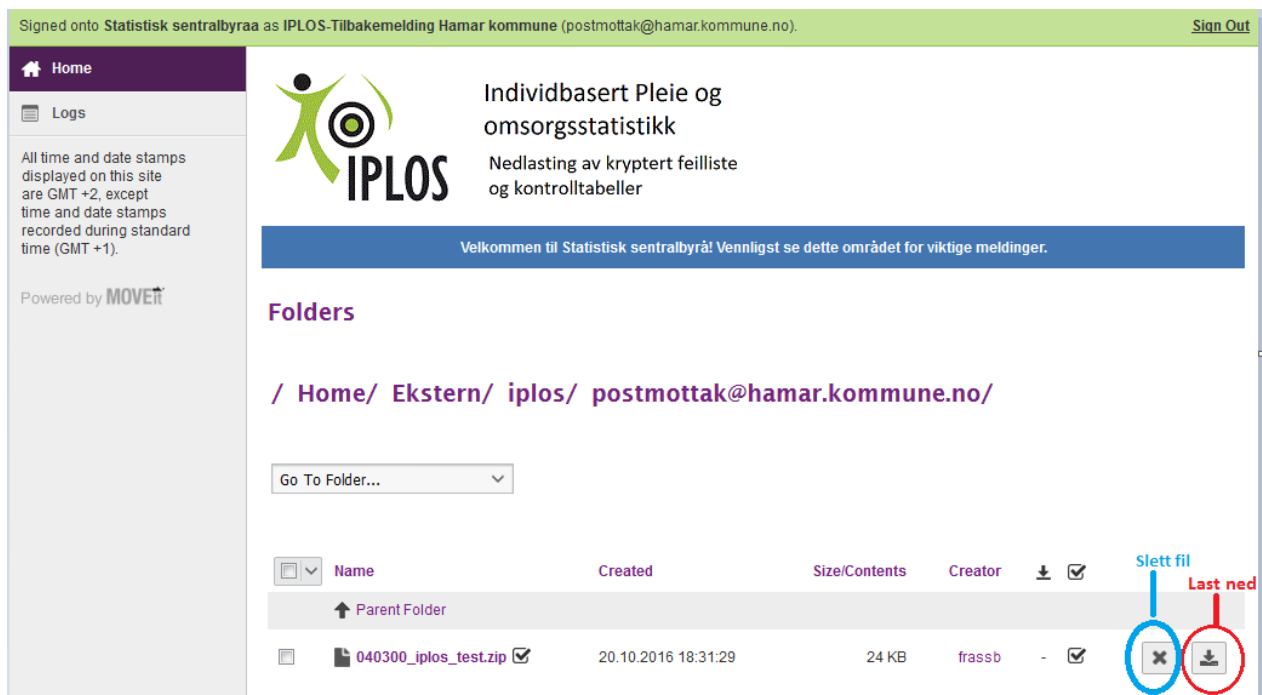 Signed onto Statistisk sentralbyraa as IPLOS-Tilbakemelding Hamar kommune (postmottak@hamar.kommune.no).
Sign Out
Home
Logs
All time and date stamps
displayed on this site
are GMT +2, except
time and date stamps
recorded during standard
time (GMT +1).
Powered by MOVEit
IPLOS
Individbasert Pleie og
omsorgsstatistikk
Nedlasting av kryptert feilliste
og kontrolltabeller
Velkommen til Statistisk sentralbyrå! Vennligst se dette området for viktige meldinger.
Folders
/ Home/ Ekstern/ iplos/ postmottak@hamar.kommune.no/
Go To Folder...
Name Created Size/Contents Creator
Slett fil
Last ned
Parent Folder
040300_iplos_test.zip 20.10.2016 18:31:29 24 KB frassb -